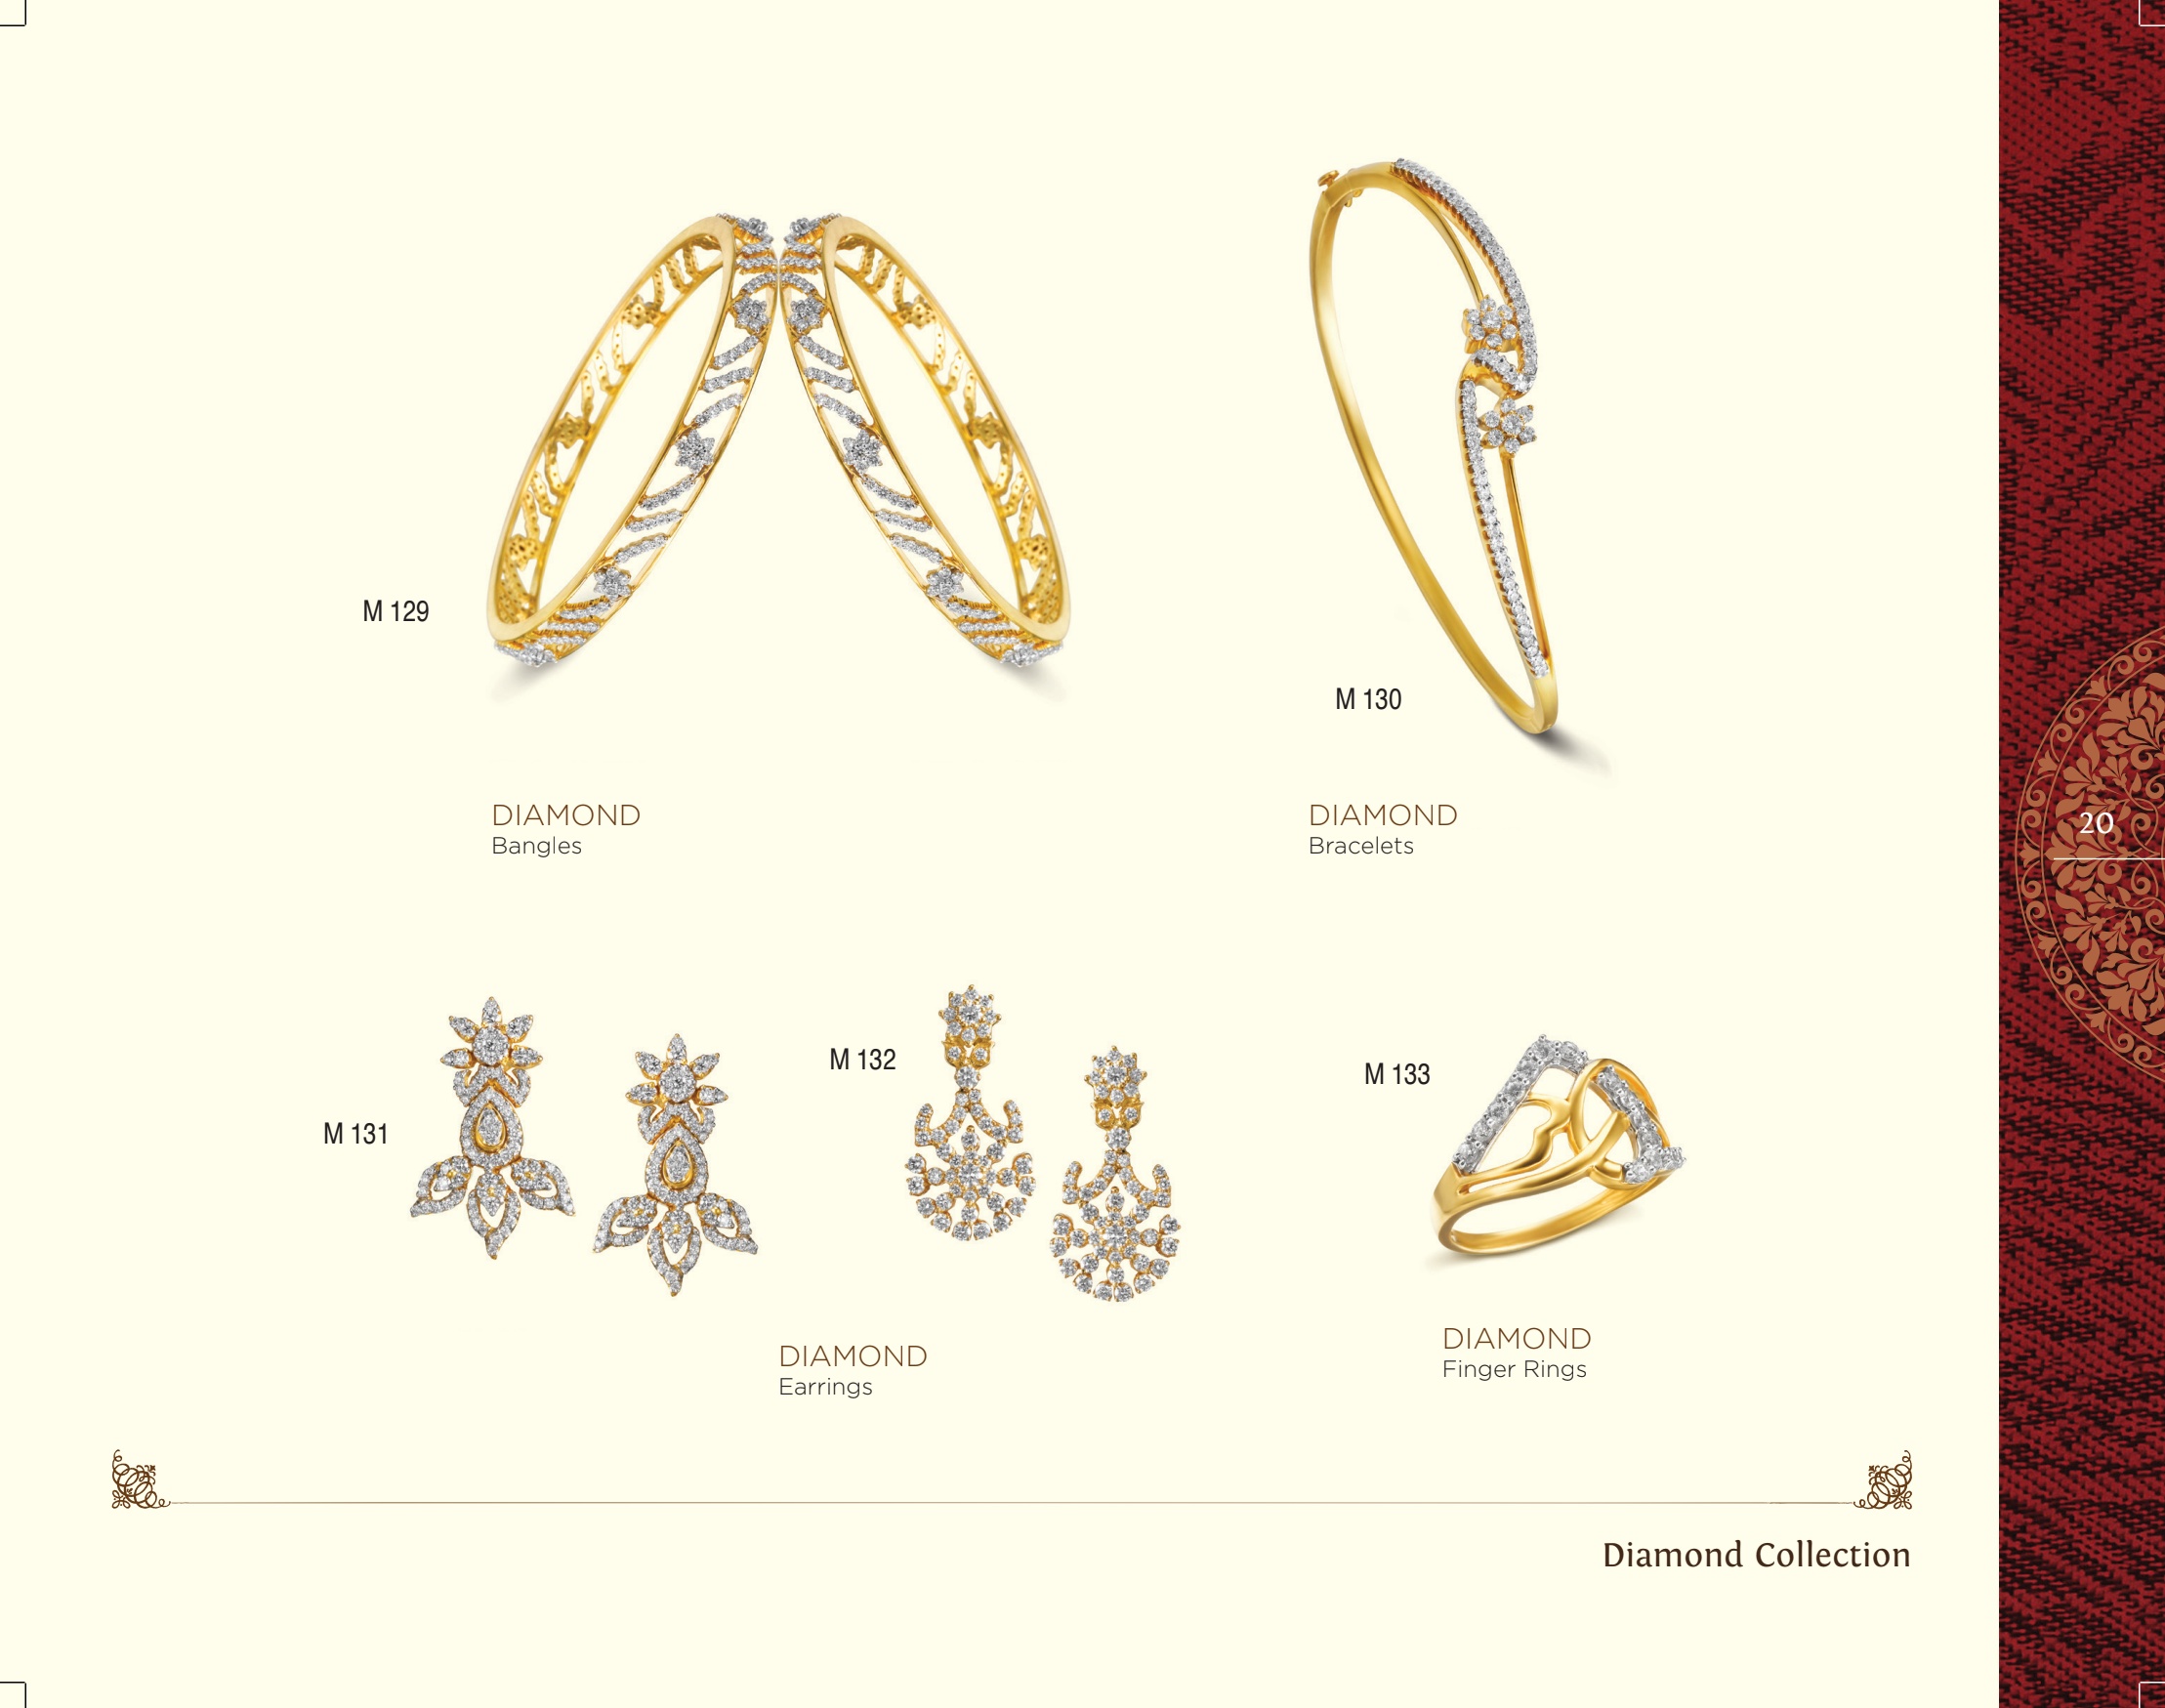 M 129
M 130
DIAMOND
Bangles
DIAMOND
Bracelets
20
M 131
M 132
M 133
DIAMOND
Earrings
DIAMOND
Finger Rings
Diamond Collection